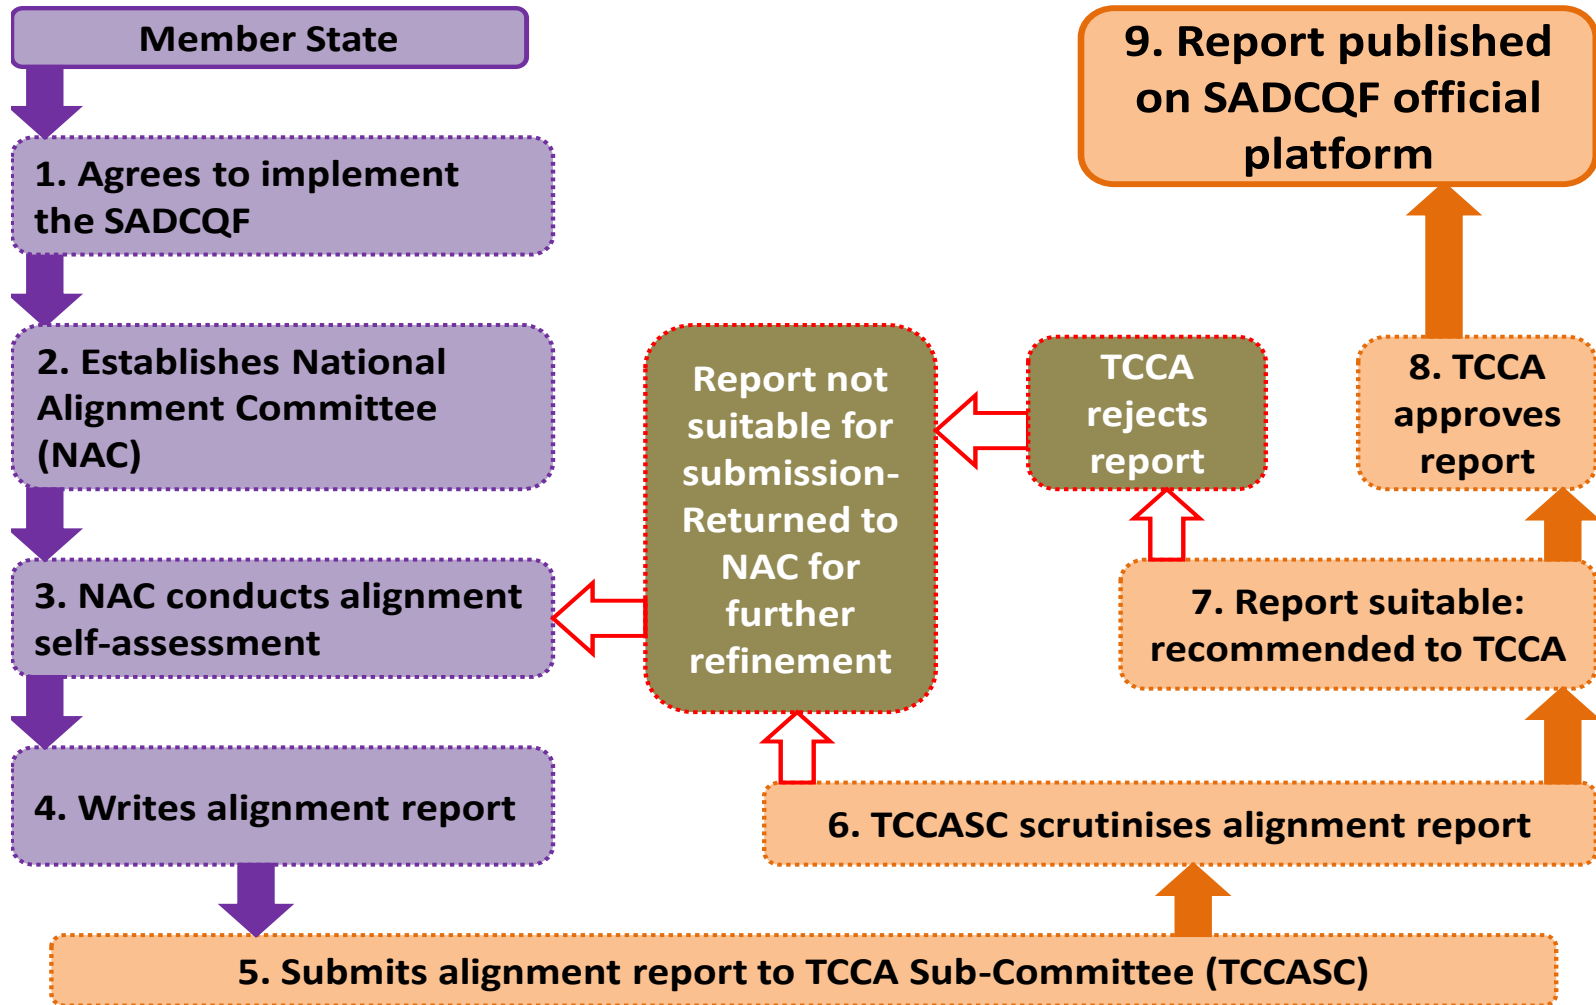 Member State
1. Agrees to implement
the SADCQF
2. Establishes National
Alignment Committee
(NAC)
3. NAC conducts alignment
self-assessment
4. Writes alignment report
5. Submits alignment report to TCCA Sub-Committee (TCCASC)
6. TCCASC scrutinises alignment report
Report not
suitable for
submission-
Returned to
NAC for
further
refinement
TCCA
rejects
report
7. Report suitable:
recommended to TCCA
8. TCCA
approves
report
9. Report published
on SADCQF official
platform